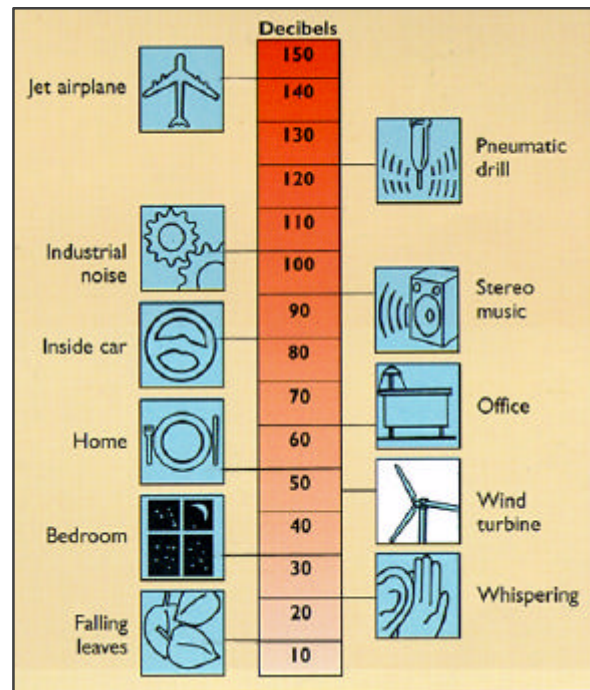 Decibels
150
140
130
120
110
100
90
80
70
60
50
40
30
20
10
Jet airplane
Industrial
noise
Inside car
Home
Bedroom
Falling
leaves
Pneumatic
drill
Stereo
music
Office
Wind
turbine
Whispering